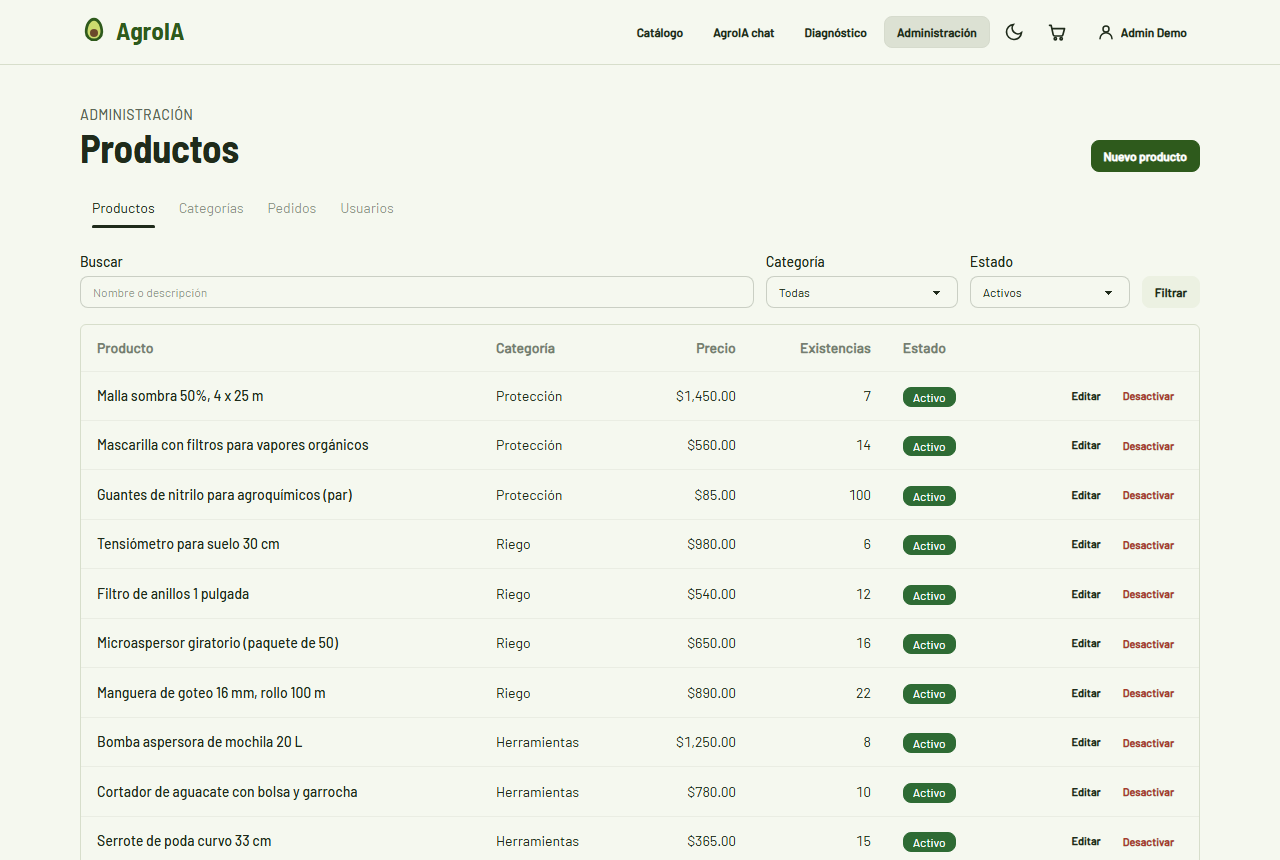 AgroIA
Catálogo AgroIA chat Diagnóstico Administración Admin Demo
ADMINISTRACIÓN
Productos
Nuevo producto
Productos Categorías Pedidos Usuarios
Buscar Categoría Estado
Nombre o descripción Todas Activos Filtrar
Producto Categoría Precio Existencias Estado
Malla sombra 50%, 4 x 25 m Protección $1,450.00 7 Activo Editar Desactivar
Mascarilla con filtros para vapores orgánicos Protección $560.00 14 Activo Editar Desactivar
Guantes de nitrilo para agroquímicos (par) Protección $85.00 100 Activo Editar Desactivar
Tensiómetro para suelo 30 cm Riego $980.00 6 Activo Editar Desactivar
Filtro de anillos 1 pulgada Riego $540.00 12 Activo Editar Desactivar
Microaspersor giratorio (paquete de 50) Riego $650.00 16 Activo Editar Desactivar
Manguera de goteo 16 mm, rollo 100 m Riego $890.00 22 Activo Editar Desactivar
Bomba aspersora de mochila 20 L Herramientas $1,250.00 8 Activo Editar Desactivar
Cortador de aguacate con bolsa y garrocha Herramientas $780.00 10 Activo Editar Desactivar
Serrote de poda curvo 33 cm Herramientas $365.00 15 Activo Editar Desactivar